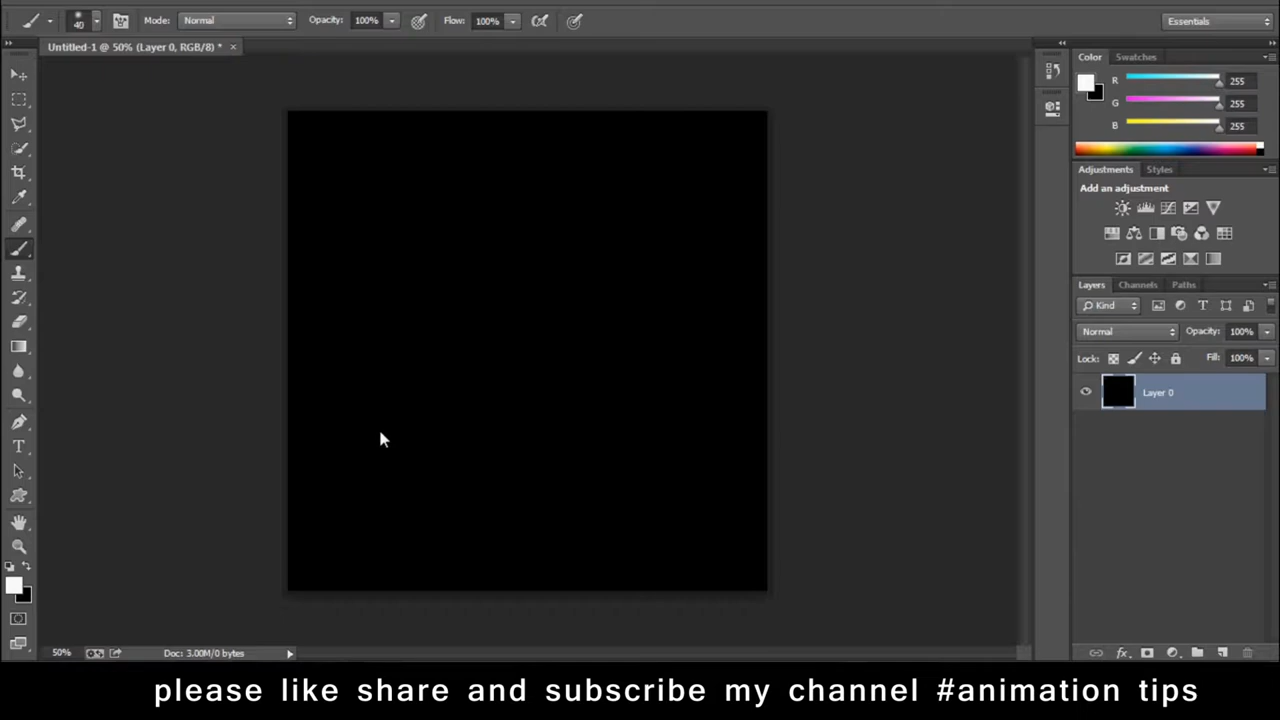 40 Mode: Normal Opacity: 100% Flow: 100% Essentials
Untitled-1 @ 50% (Layer 0, RGB/8) * ×
Color Swatches
R 255
G 255
B 255
Adjustments Styles
Add an adjustment
Layers Channels Paths
Kind T
Normal Opacity: 100%
Lock: Fill: 100%
Layer 0
T
50% Doc: 3.00M/0 bytes
fx
please like share and subscribe my channel #animation tips